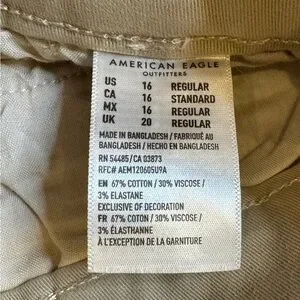 AMERICAN EAGLE
OUTFITTERS
US 16 REGULAR
CA 16 STANDARD
MX 16 REGULAR
UK 20 REGULAR
MADE IN BANGLADESH / FABRIQUÉ AU
BANGLADESH / HECHO EN BANGLADESH
RN 54485/CA 03873
RFC# AEM120605U9A
EN 67% COTTON / 30% VISCOSE /
3% ELASTANE
EXCLUSIVE OF DECORATION
FR 67% COTON / 30% VISCOSE /
3% ÉLASTHANNE
À L'EXCEPTION DE LA GARNITURE